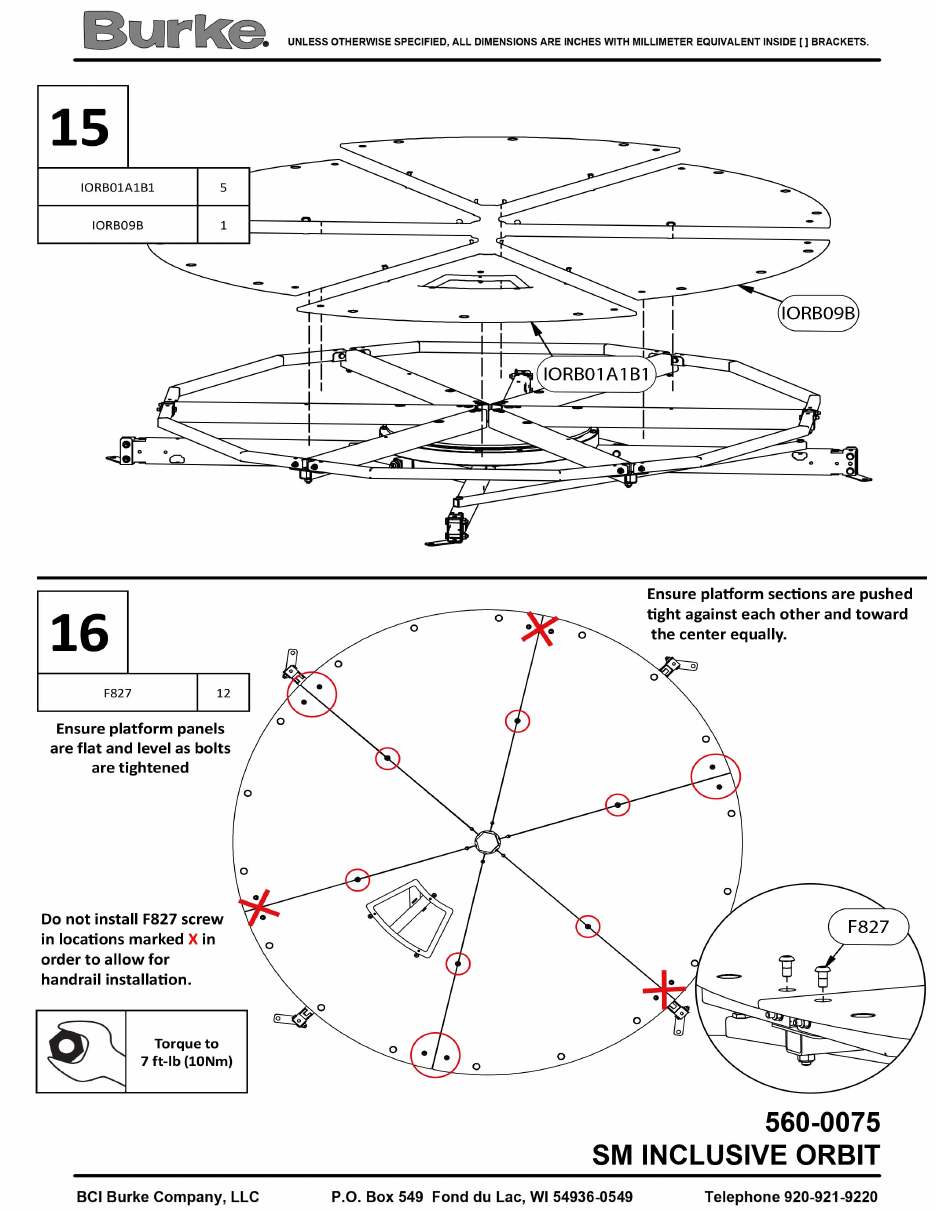 Burke.
UNLESS OTHERWISE SPECIFIED, ALL DIMENSIONS ARE INCHES WITH MILLIMETER EQUIVALENT INSIDE [ ] BRACKETS.
15
IORB01A1B1 5
IORB09B 1
IORB09B
IORB01A1B1
16
F827 12
Ensure platform panels
are flat and level as bolts
are tightened
Ensure platform sections are pushed
tight against each other and toward
the center equally.
Do not install F827 screw
in locations marked X in
order to allow for
handrail installation.
F827
Torque to
7 ft-lb (10Nm)
560-0075
SM INCLUSIVE ORBIT
BCI Burke Company, LLC P.O. Box 549 Fond du Lac, WI 54936-0549 Telephone 920-921-9220